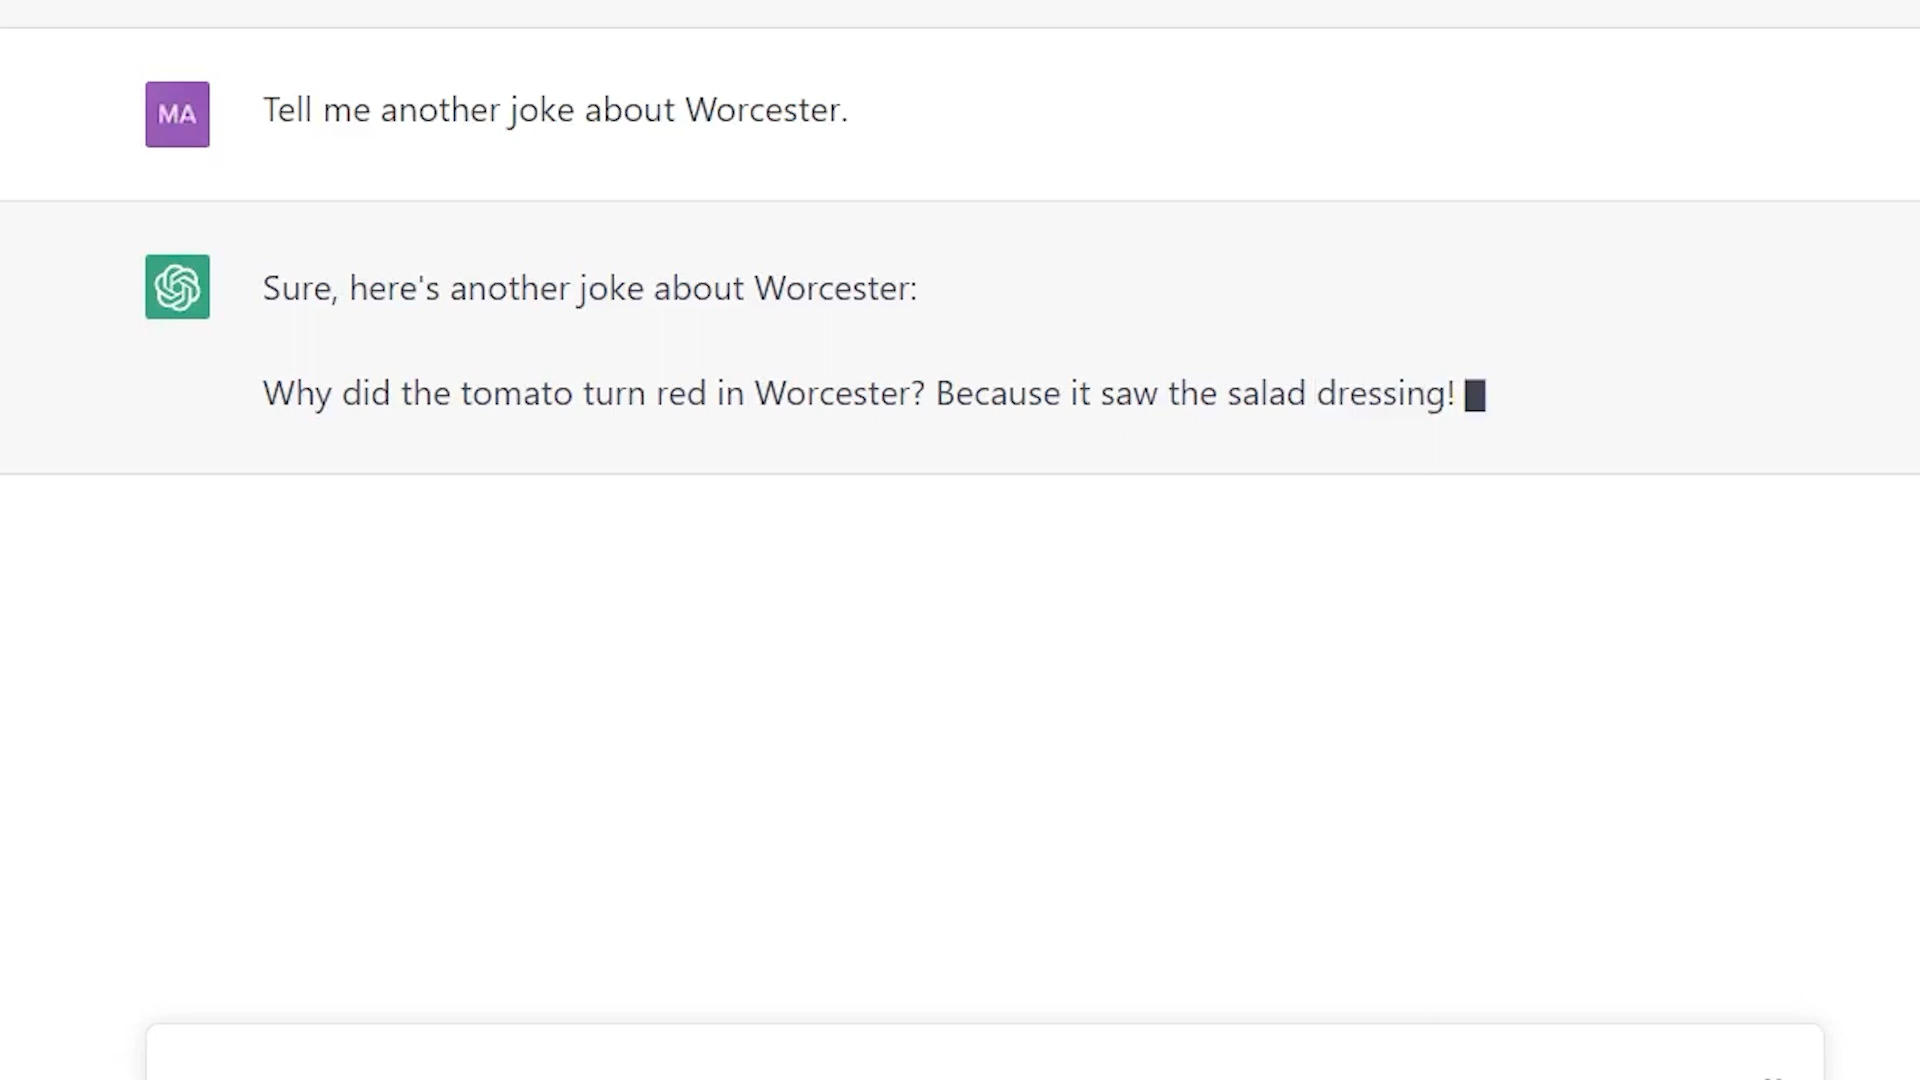 MA
Tell me another joke about Worcester.
Sure, here's another joke about Worcester:
Why did the tomato turn red in Worcester? Because it saw the salad dressing!